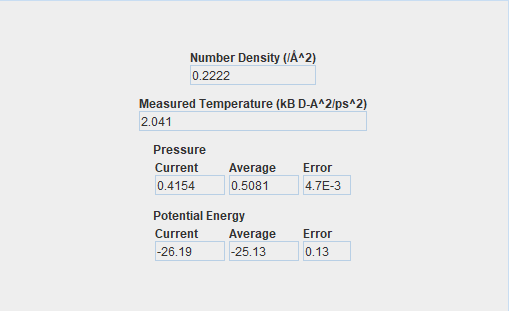 Number Density (/Å^2)
0.2222
Measured Temperature (kB D-A^2/ps^2)
2.041
Pressure
Current Average Error
0.4154 0.5081 4.7E-3
Potential Energy
Current Average Error
-26.19 -25.13 0.13